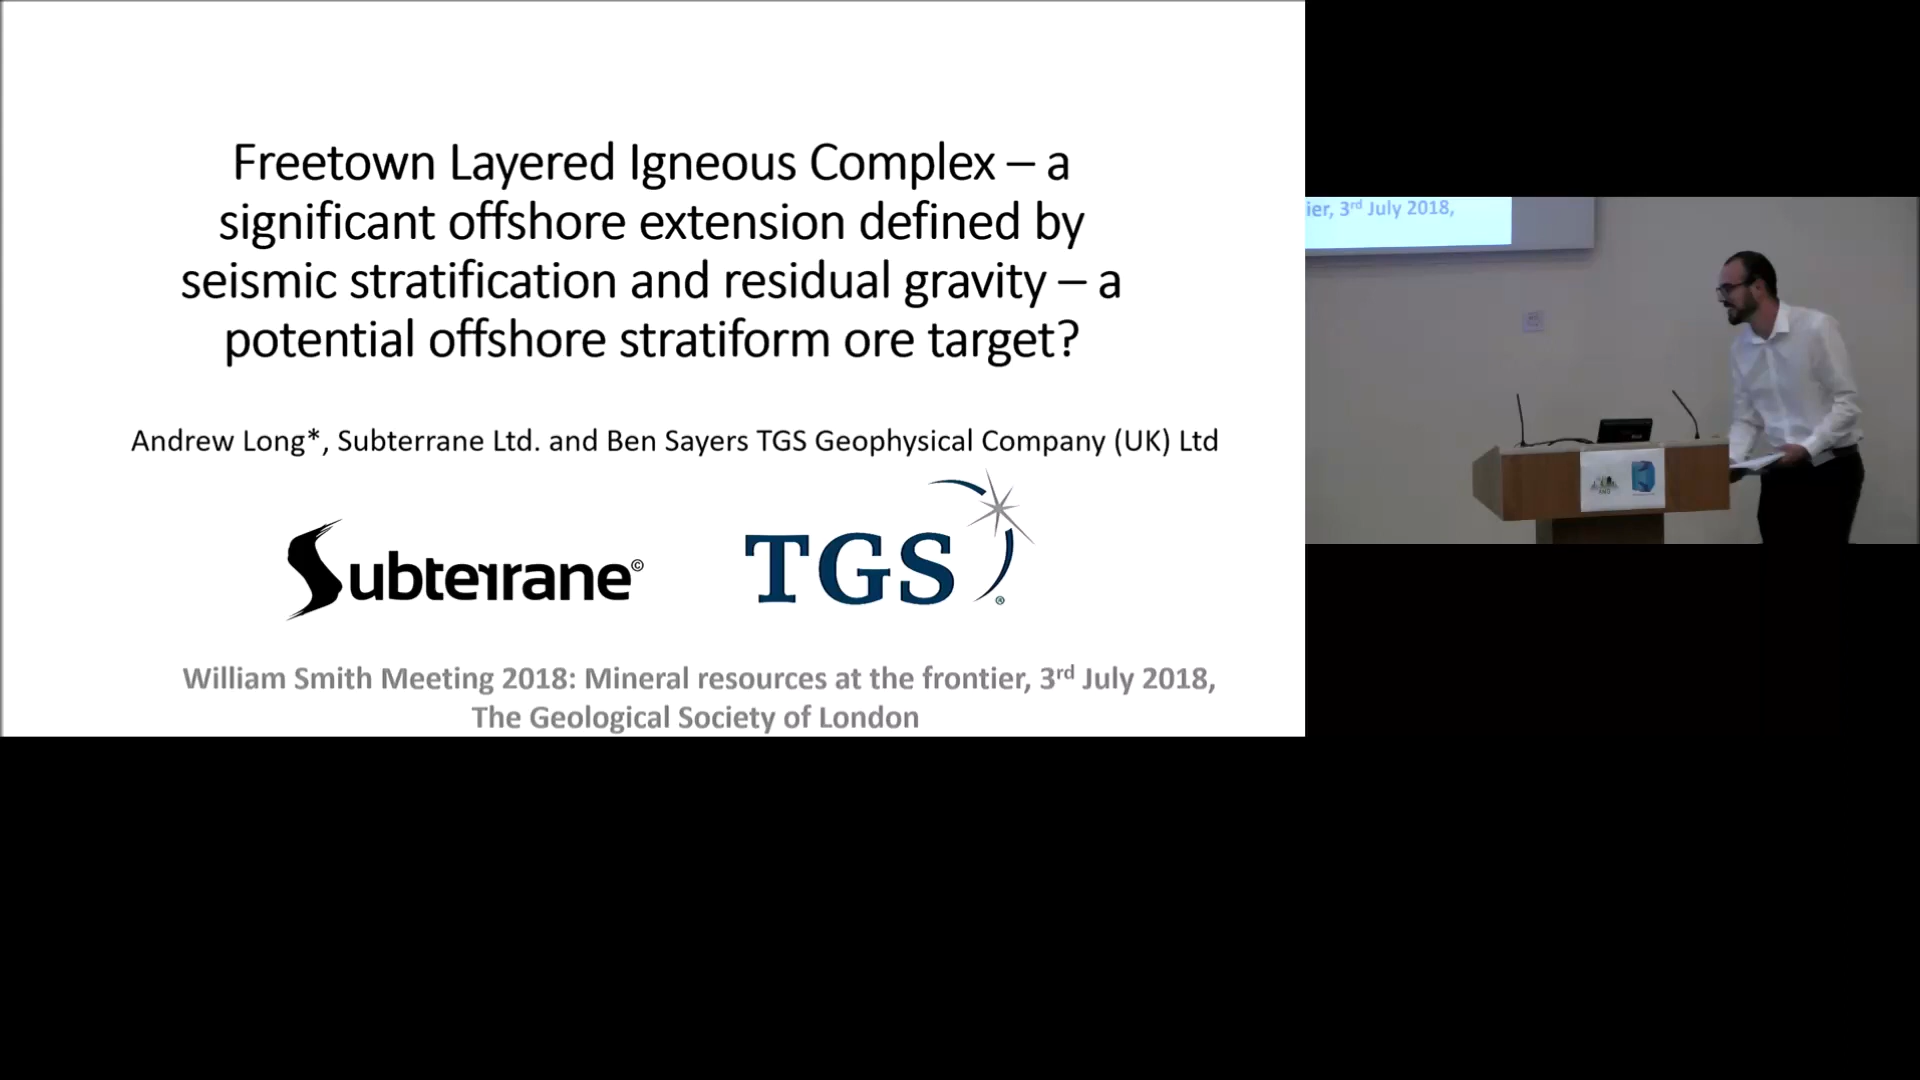 Freetown Layered Igneous Complex – a
significant offshore extension defined by
seismic stratification and residual gravity – a
potential offshore stratiform ore target?
Andrew Long*, Subterrane Ltd. and Ben Sayers TGS Geophysical Company (UK) Ltd
Subterrane©
TGS®
William Smith Meeting 2018: Mineral resources at the frontier, 3rd July 2018,
The Geological Society of London
ier, 3rd July 2018,